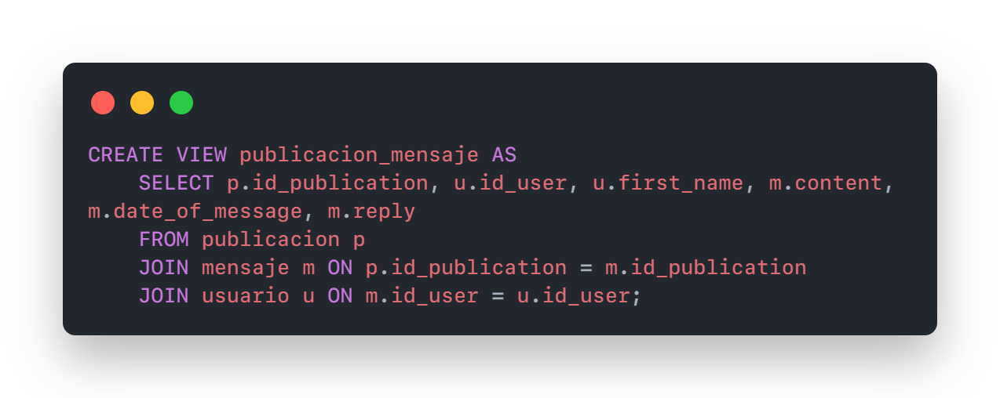 CREATE VIEW publicacion_mensaje AS
    SELECT p.id_publication, u.id_user, u.first_name, m.content,
m.date_of_message, m.reply
    FROM publicacion p
    JOIN mensaje m ON p.id_publication = m.id_publication
    JOIN usuario u ON m.id_user = u.id_user;